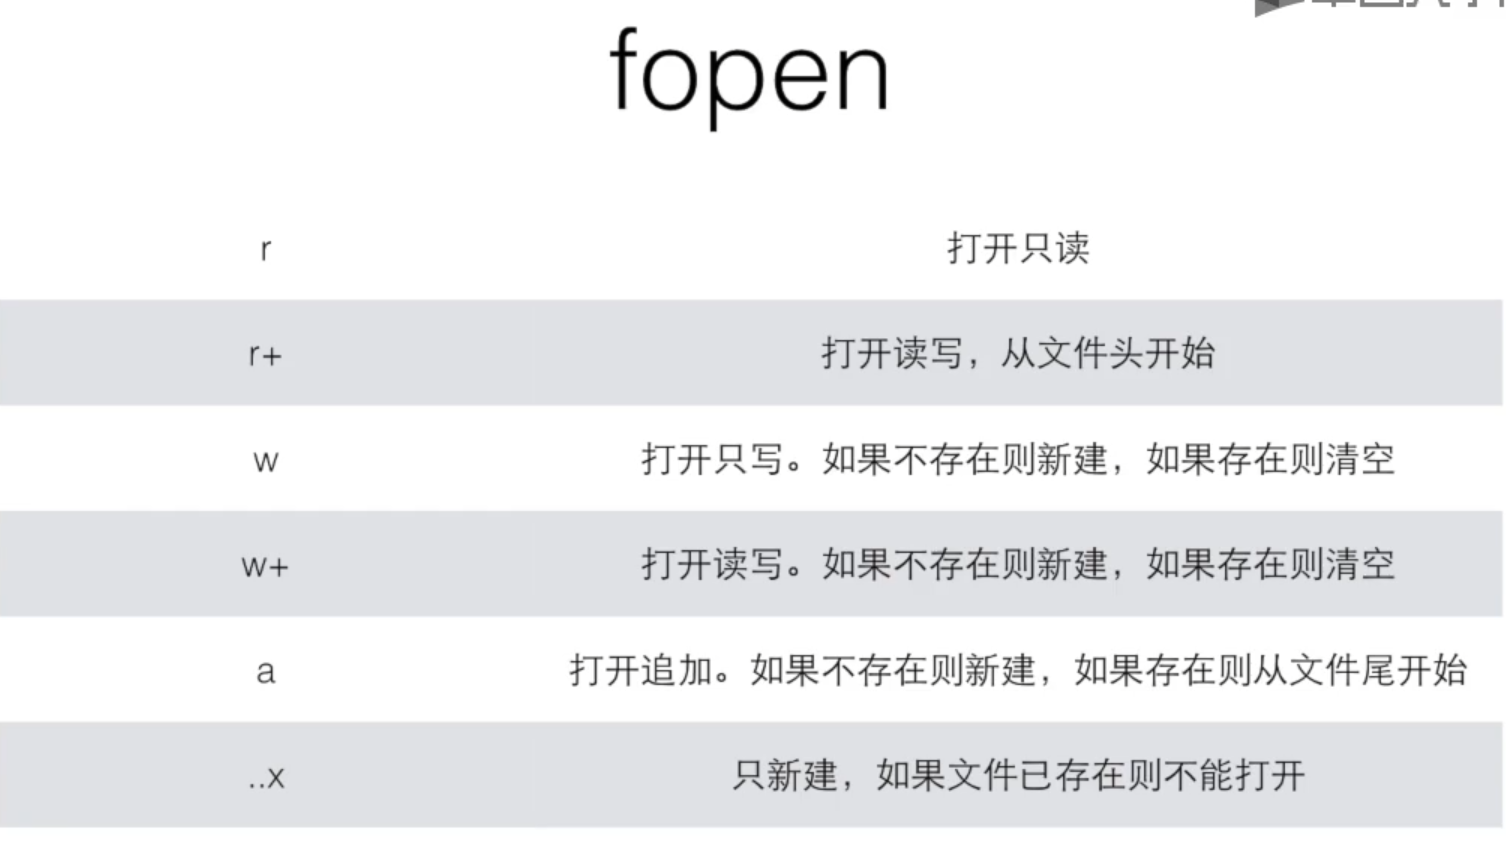 fopen
r 打开只读
r+ 打开读写，从文件头开始
w 打开只写。如果不存在则新建，如果存在则清空
w+ 打开读写。如果不存在则新建，如果存在则清空
a 打开追加。如果不存在则新建，如果存在则从文件尾开始
..x 只新建，如果文件已存在则不能打开